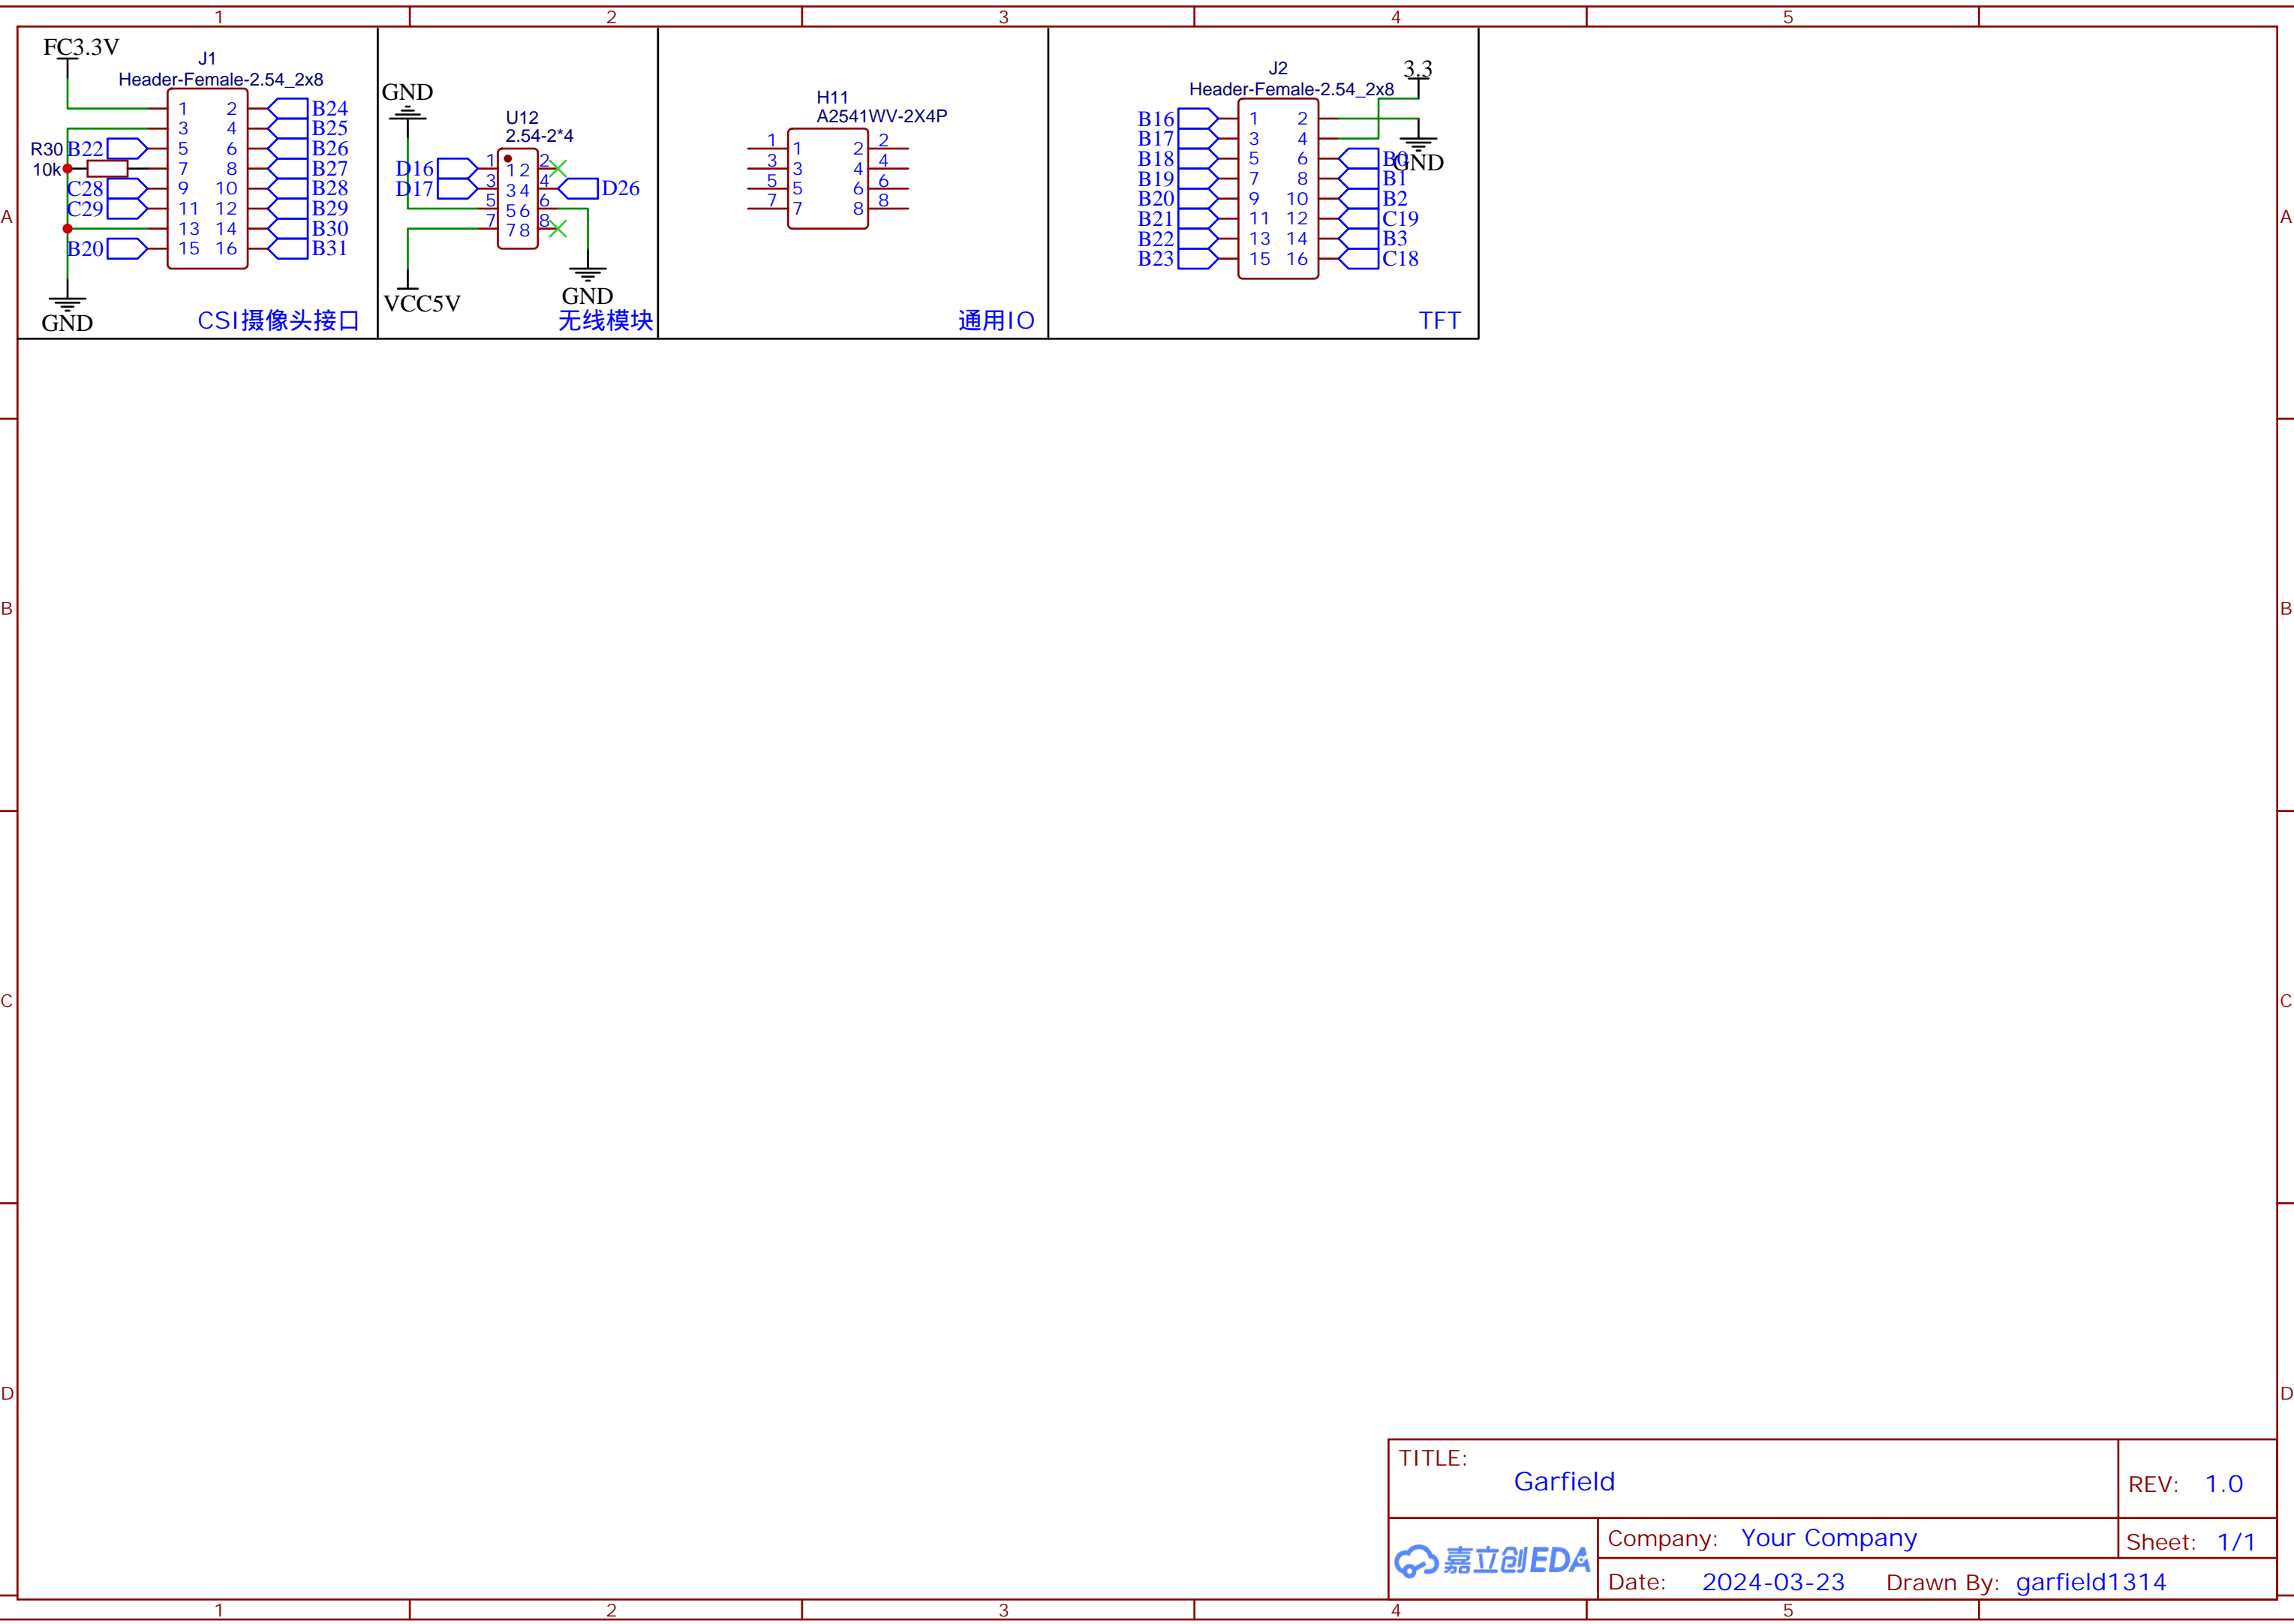 1 2 3 4 5
FC3.3V
J1
Header-Female-2.54_2x8
1 2 B24
3 4 B25
R30 B22 5 6 B26
10k 7 8 B27
C28 9 10 B28
C29 11 12 B29
13 14 B30
B20 15 16 B31
GND
CSI摄像头接口
GND
U12
2.54-2*4
D16 1 1 2 2
D17 3 3 4 4 D26
5 5 6 6
7 7 8 8
VCC5V
GND
无线模块
H11
A2541WV-2X4P
1 1 2 2
3 3 4 4
5 5 6 6
7 7 8 8
通用IO
J2
Header-Female-2.54_2x8
3.3
B16 1 2
B17 3 4
GND
B18 5 6 B0
B19 7 8 B1
B20 9 10 B2
B21 11 12 C19
B22 13 14 B3
B23 15 16 C18
TFT
A A
B B
C C
D D
TITLE:
Garfield
REV: 1.0
嘉立创EDA
Company: Your Company
Sheet: 1/1
Date: 2024-03-23 Drawn By: garfield1314
1 2 3 4 5